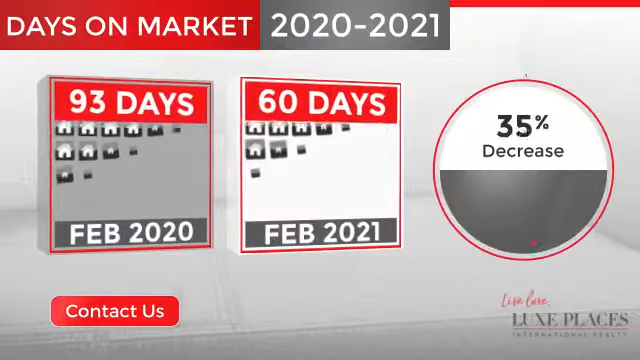 DAYS ON MARKET 2020-2021
93 DAYS
60 DAYS
35%
Decrease
FEB 2020
FEB 2021
Contact Us
Live luxe.
LUXE PLACES
INTERNATIONAL REALTY